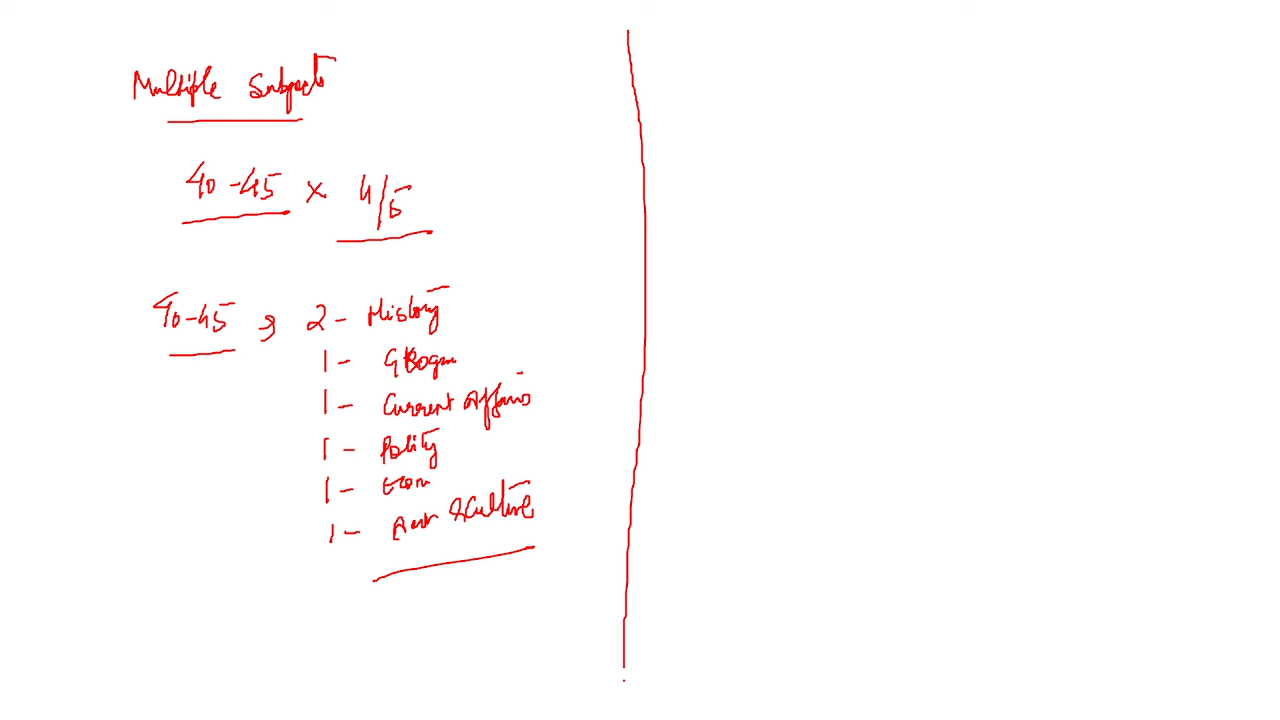 Multiple Subjects
40-45 × 4/5
40-45 → 2 - History
1 - Geogra
1 - Current Affairs
1 - Polity
1 - Econ
1 - Art & Culture